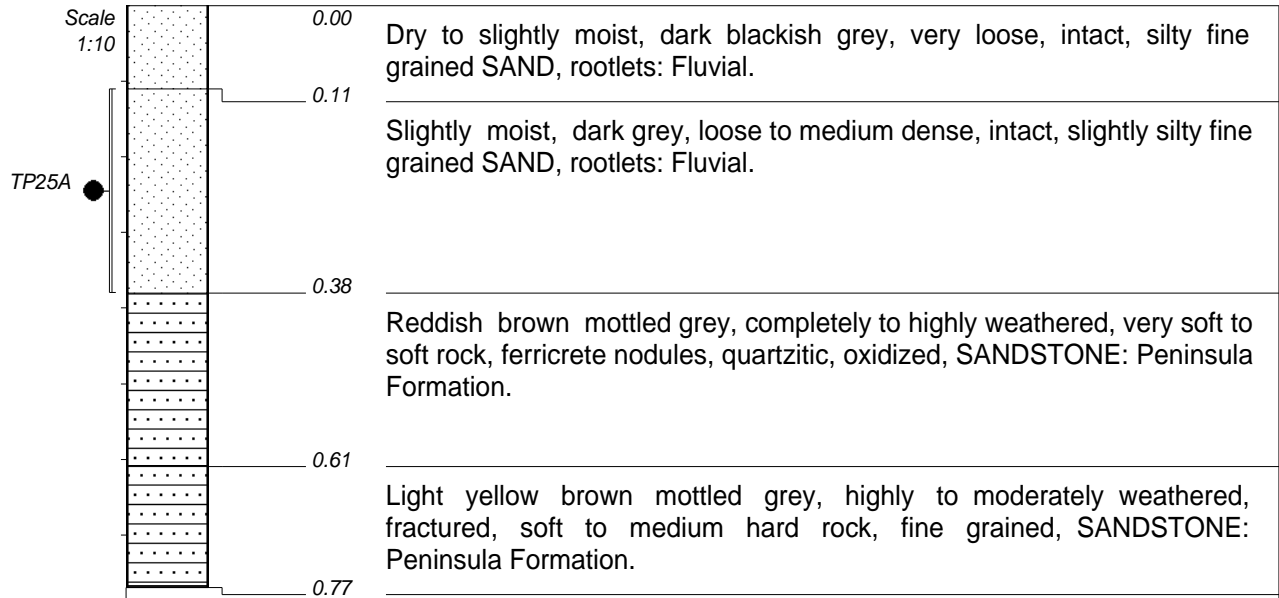 Scale
1:10
0.00
Dry to slightly moist, dark blackish grey, very loose, intact, silty fine
grained SAND, rootlets: Fluvial.
0.11
Slightly moist, dark grey, loose to medium dense, intact, slightly silty fine
grained SAND, rootlets: Fluvial.
TP25A
0.38
Reddish brown mottled grey, completely to highly weathered, very soft to
soft rock, ferricrete nodules, quartzitic, oxidized, SANDSTONE: Peninsula
Formation.
0.61
Light yellow brown mottled grey, highly to moderately weathered,
fractured, soft to medium hard rock, fine grained, SANDSTONE:
Peninsula Formation.
0.77